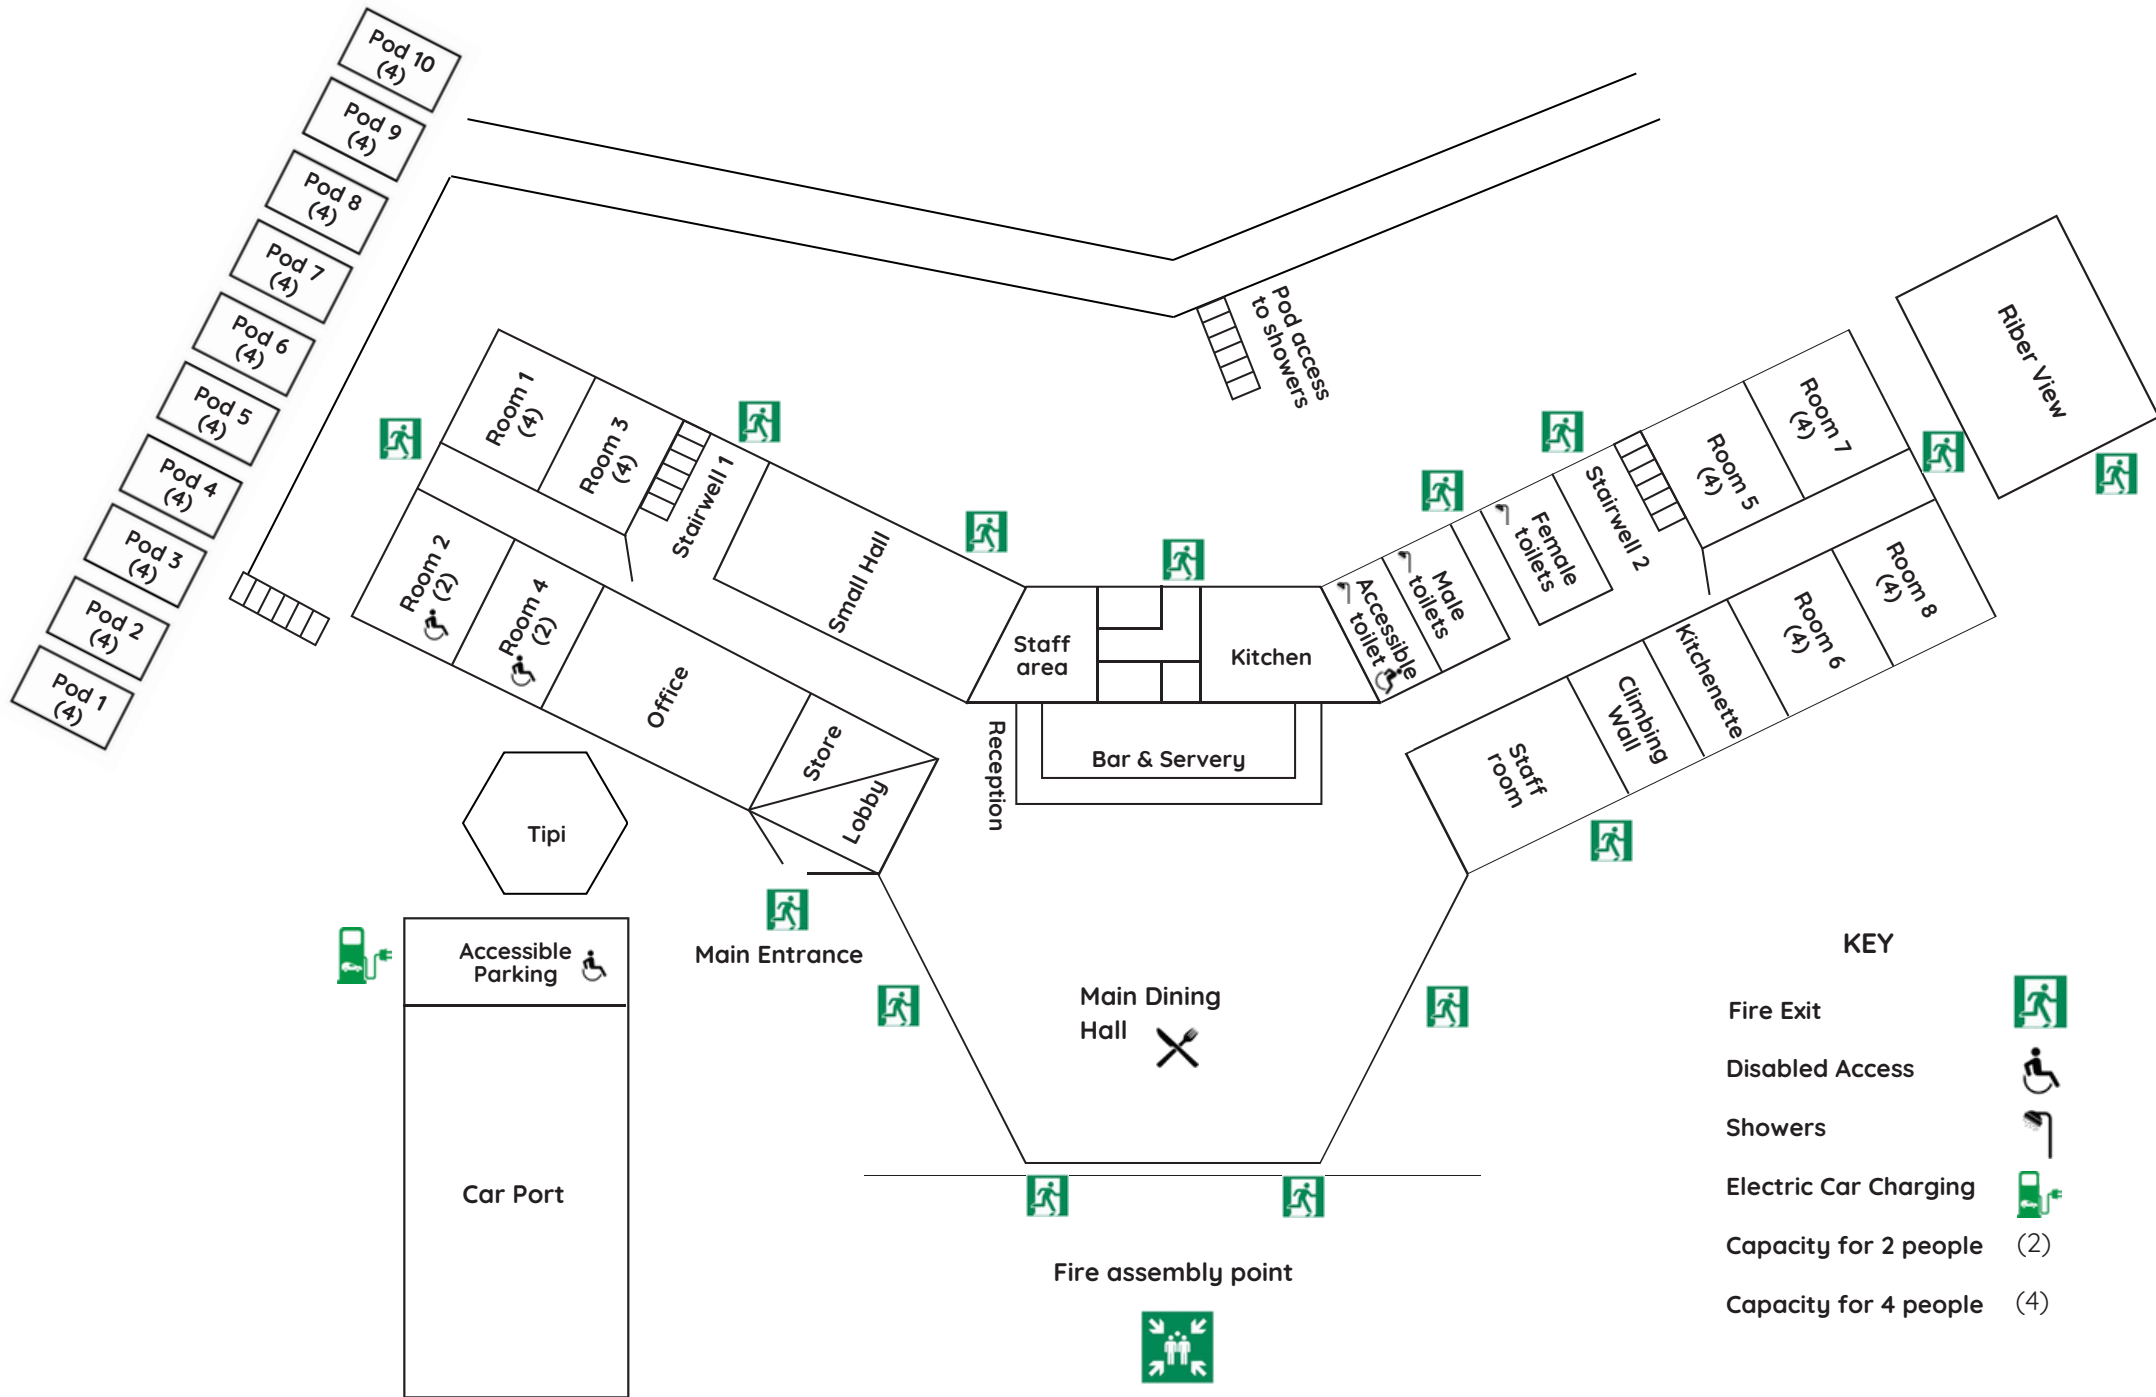 Pod 10
(4)
Pod 9
(4)
Pod 8
(4)
Pod 7
(4)
Pod 6
(4)
Pod 5
(4)
Pod 4
(4)
Pod 3
(4)
Pod 2
(4)
Pod 1
(4)
Pod access
to showers
Riber View
Room 1
(4)
Room 3
(4)
Stairwell 1
Small Hall
Room 2
(2)
Room 4
(2)
Office
Store
Lobby
Staff
area
Kitchen
Reception
Bar & Servery
Accessible
toilet
Male
toilets
Female
toilets
Stairwell 2
Room 5
(4)
Room 7
(4)
Staff
room
Climbing
Wall
Kitchenette
Room 6
(4)
Room 8
(4)
Tipi
Accessible
Parking
Car Port
Main Entrance
Main Dining
Hall
Fire assembly point
KEY
Fire Exit
Disabled Access
Showers
Electric Car Charging
Capacity for 2 people (2)
Capacity for 4 people (4)